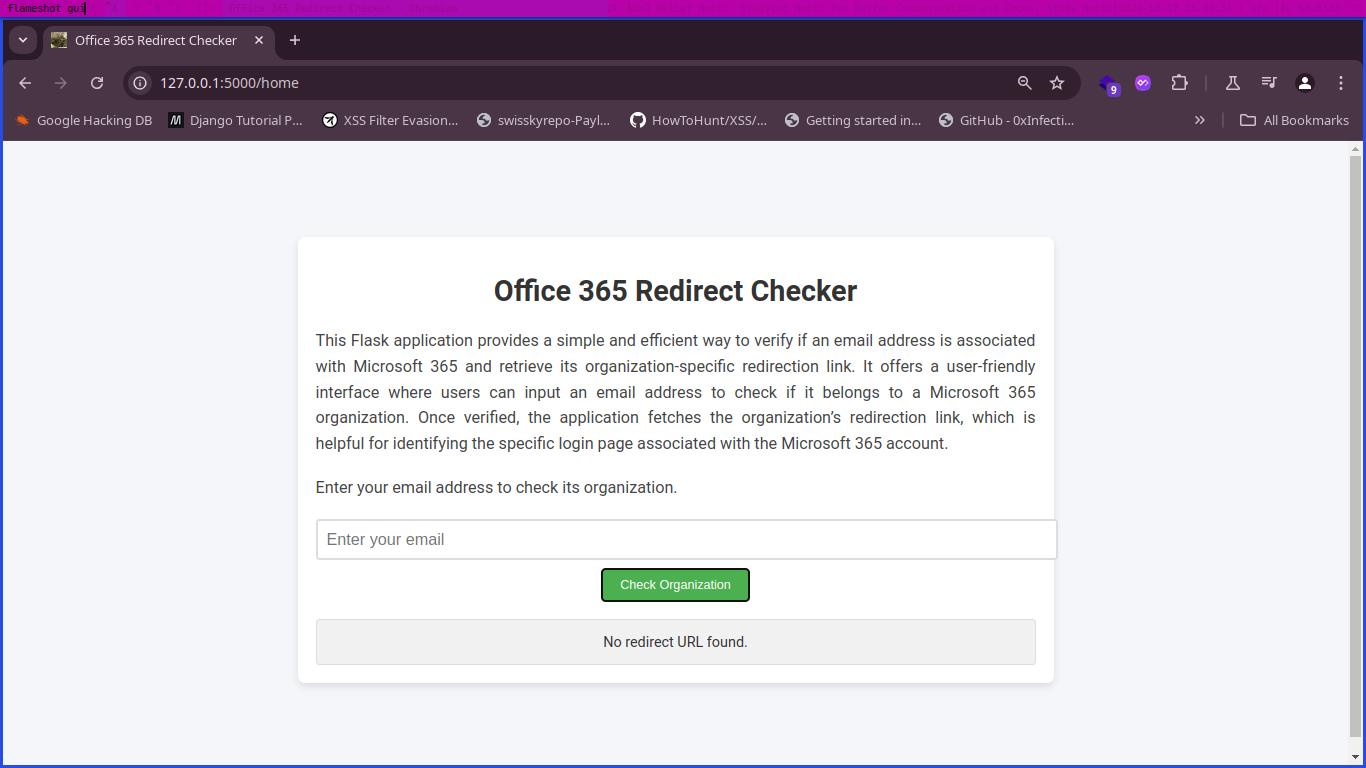 flameshot gui
Office 365 Redirect Checker
127.0.0.1:5000/home
9
Google Hacking DB
Django Tutorial P...
XSS Filter Evasion...
swisskyrepo-Payl...
HowToHunt/XSS/...
Getting started in...
GitHub - 0xInfecti...
All Bookmarks
Office 365 Redirect Checker
This Flask application provides a simple and efficient way to verify if an email address is associated
with Microsoft 365 and retrieve its organization-specific redirection link. It offers a user-friendly
interface where users can input an email address to check if it belongs to a Microsoft 365
organization. Once verified, the application fetches the organization’s redirection link, which is
helpful for identifying the specific login page associated with the Microsoft 365 account.
Enter your email address to check its organization.
Enter your email
Check Organization
No redirect URL found.